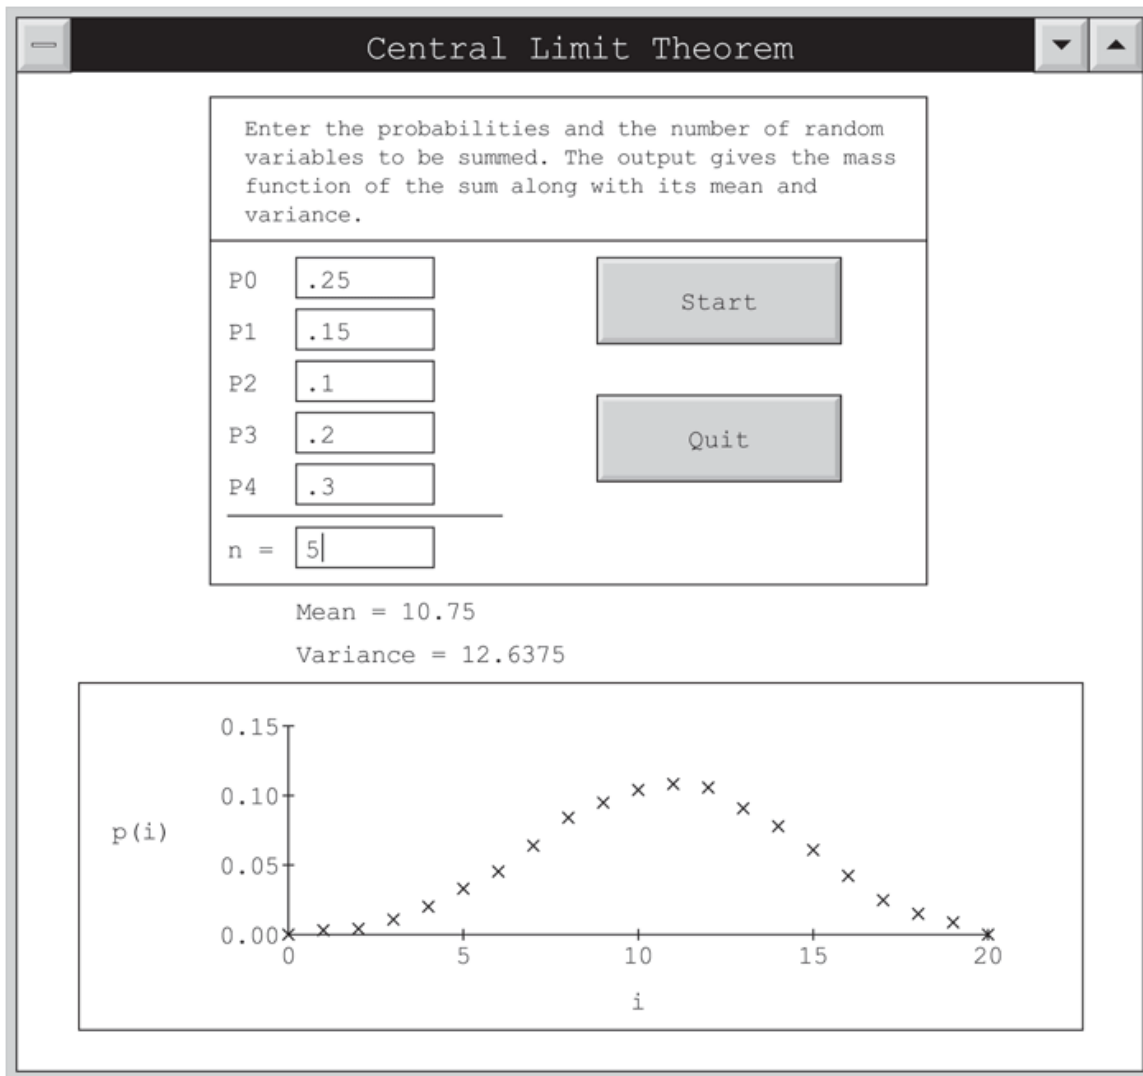 Central Limit Theorem
Enter the probabilities and the number of random
variables to be summed. The output gives the mass
function of the sum along with its mean and
variance.
P0 .25
Start
P1 .15
P2 .1
P3 .2
Quit
P4 .3
n = 5
Mean = 10.75
Variance = 12.6375
0.15
0.10
p(i)
0.05
0.00
0 5 10 15 20
i